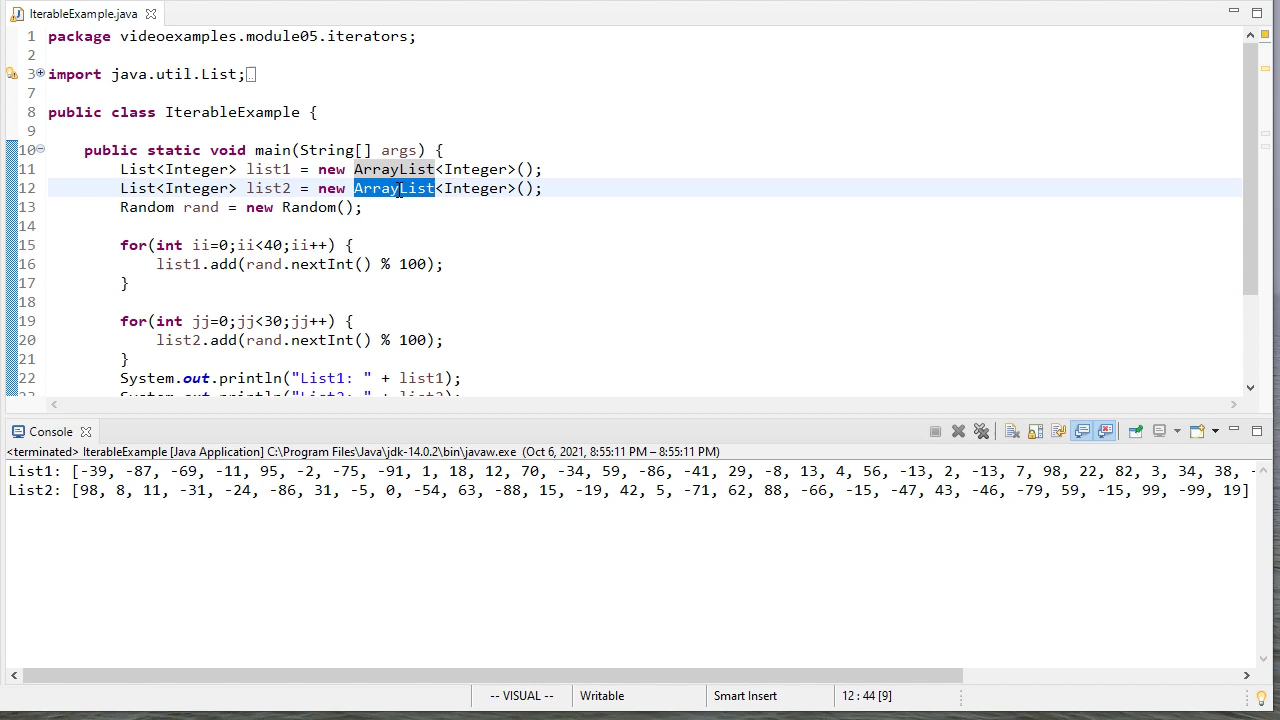 IterableExample.java
1 package videoexamples.module05.iterators;
2
3 import java.util.List;
7
8 public class IterableExample {
9
10 public static void main(String[] args) {
11 List<Integer> list1 = new ArrayList<Integer>();
12 List<Integer> list2 = new ArrayList<Integer>();
13 Random rand = new Random();
14
15 for(int ii=0;ii<40;ii++) {
16 list1.add(rand.nextInt() % 100);
17 }
18
19 for(int jj=0;jj<30;jj++) {
20 list2.add(rand.nextInt() % 100);
21 }
22 System.out.println("List1: " + list1);
23 System.out.println("List2: " + list2);
Console
<terminated> IterableExample [Java Application] C:\Program Files\Java\jdk-14.0.2\bin\javaw.exe (Oct 6, 2021, 8:55:11 PM – 8:55:11 PM)
List1: [-39, -87, -69, -11, 95, -2, -75, -91, 1, 18, 12, 70, -34, 59, -86, -41, 29, -8, 13, 4, 56, -13, 2, -13, 7, 98, 22, 82, 3, 34, 38, -
List2: [98, 8, 11, -31, -24, -86, 31, -5, 0, -54, 63, -88, 15, -19, 42, 5, -71, 62, 88, -66, -15, -47, 43, -46, -79, 59, -15, 99, -99, 19]
-- VISUAL -- Writable Smart Insert 12 : 44 [9]